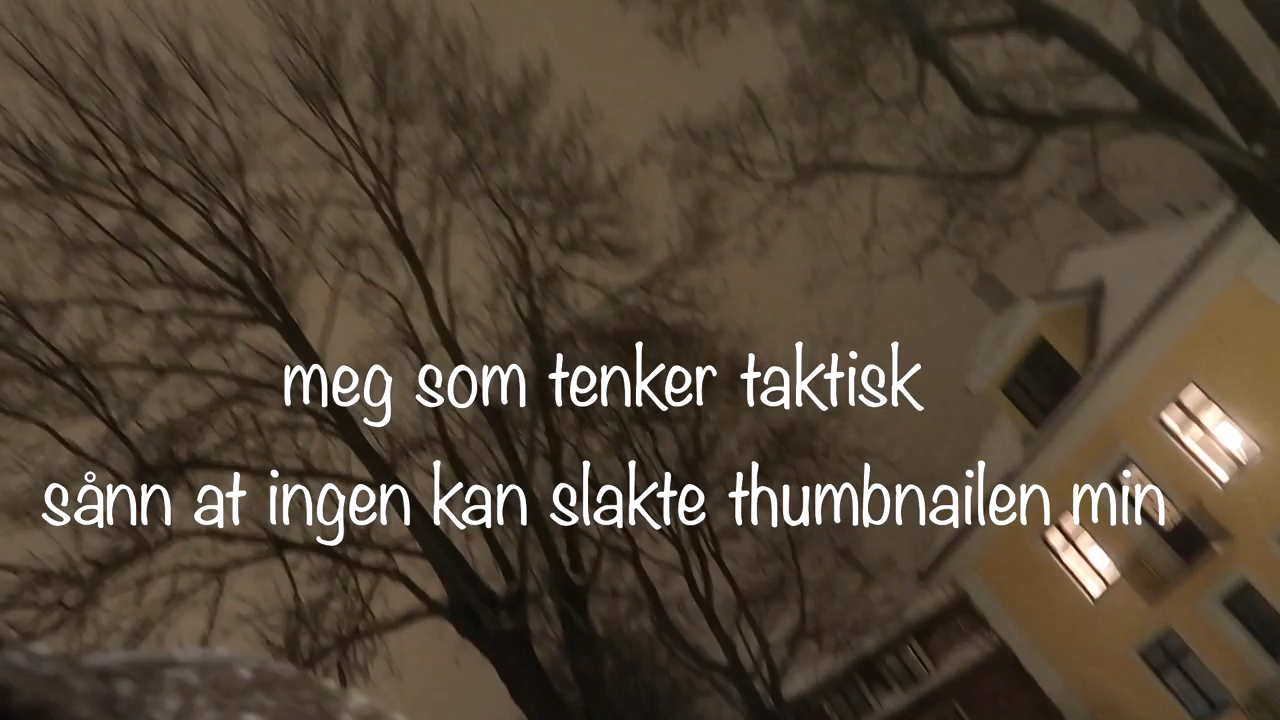 meg som tenker taktisk
sånn at ingen kan slakte thumbnailen min